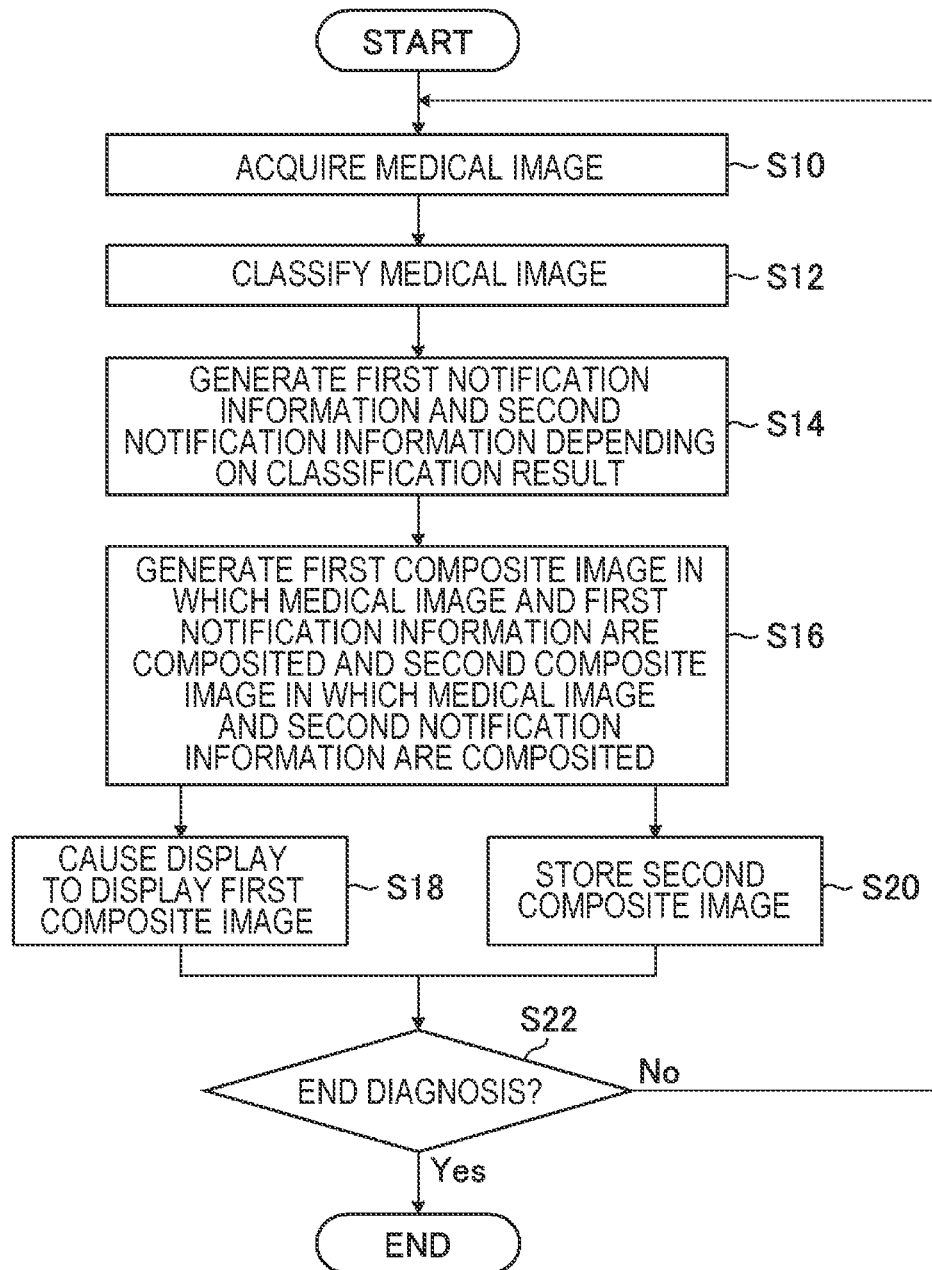 START
ACQUIRE MEDICAL IMAGE
S10
CLASSIFY MEDICAL IMAGE
S12
GENERATE FIRST NOTIFICATION
INFORMATION AND SECOND
NOTIFICATION INFORMATION DEPENDING
ON CLASSIFICATION RESULT
S14
GENERATE FIRST COMPOSITE IMAGE IN
WHICH MEDICAL IMAGE AND FIRST
NOTIFICATION INFORMATION ARE
COMPOSITED AND SECOND COMPOSITE
IMAGE IN WHICH MEDICAL IMAGE
AND SECOND NOTIFICATION
INFORMATION ARE COMPOSITED
S16
CAUSE DISPLAY
TO DISPLAY FIRST
COMPOSITE IMAGE
S18
STORE SECOND
COMPOSITE IMAGE
S20
S22
END DIAGNOSIS?
No
Yes
END